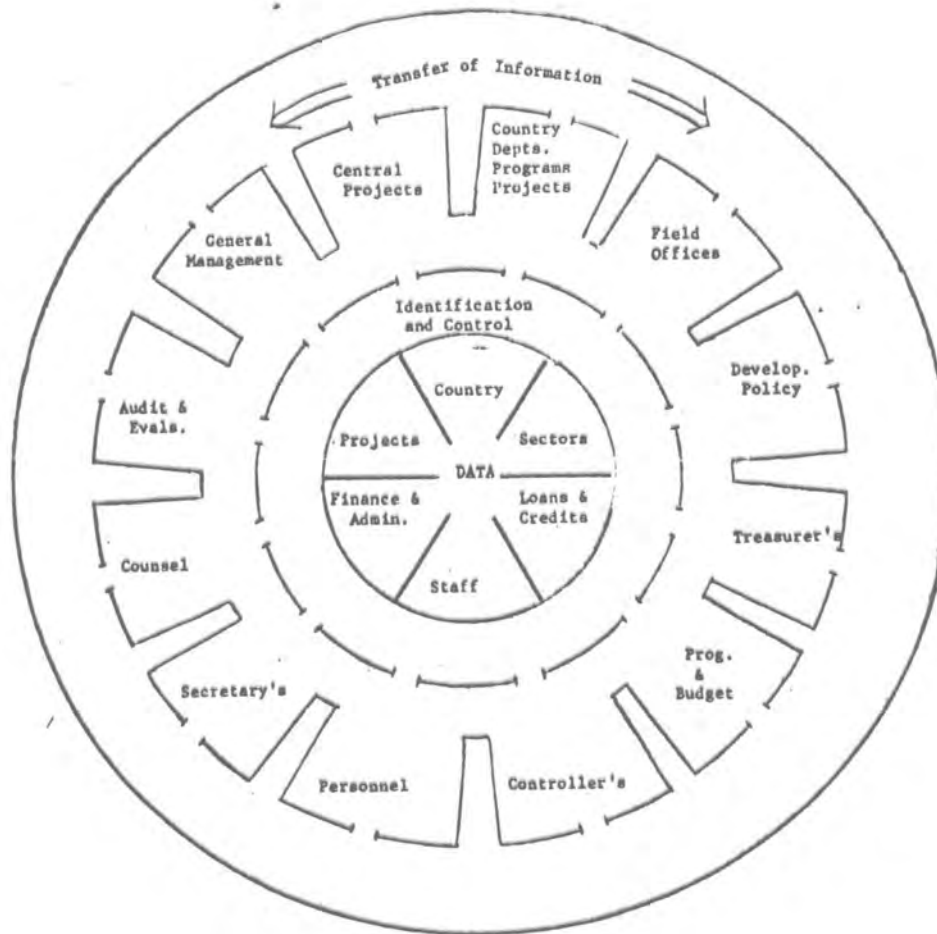 Transfer of Information
Country
Depts.
Programs
Projects
Central
Projects
General
Management
Field
Offices
Identification
and Control
Develop.
Policy
Audit &
Evals.
Country
Projects
Sectors
DATA
Finance &
Admin.
Loans &
Credits
Staff
Counsel
Treasurer's
Secretary's
Prog.
&
Budget
Personnel
Controller's